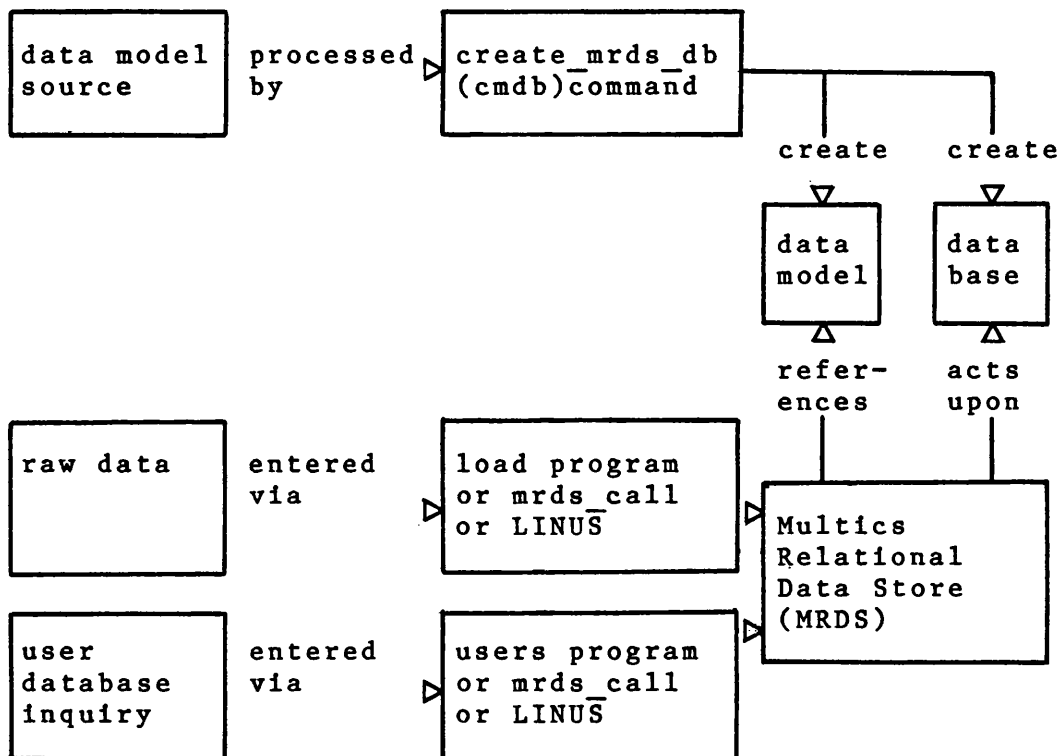 data model
source
processed
by
create_mrds_db
(cmdb)command
create
create
data
model
data
base
refer-
ences
acts
upon
raw data
entered
via
load program
or mrds_call
or LINUS
Multics
Relational
Data Store
(MRDS)
user
database
inquiry
entered
via
users program
or mrds_call
or LINUS